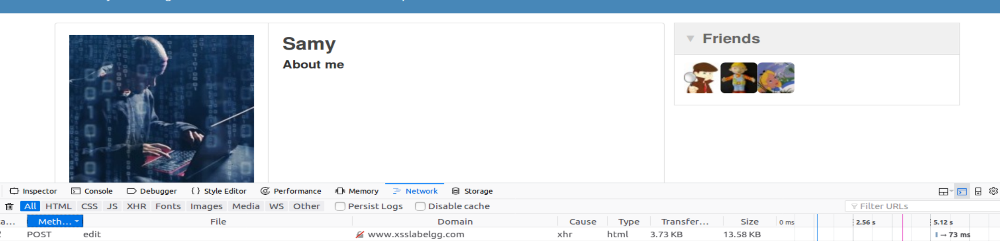 Samy
About me
Friends
Inspector Console Debugger { } Style Editor Performance Memory Network Storage
All HTML CSS JS XHR Fonts Images Media WS Other Persist Logs Disable cache Filter URLs
a... Meth... File Domain Cause Type Transfer... Size 0 ms 2.56 s 5.12 s
POST edit www.xsslabelgg.com xhr html 3.73 KB 13.58 KB → 73 ms